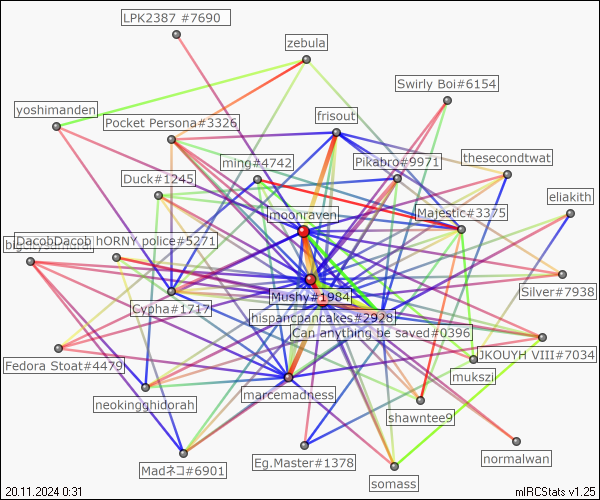 LPK2387 #7690
zebula
Swirly Boi#6154
yoshimanden
Pocket Persona#3326
frisout
ming#4742
Pikabro#9971
thesecondtwat
Duck#1245
eliakith
moonraven
Majestic#3375
DacobDacob
hORNY police#5271
Mushy#1984
Silver#7938
Cypha#1717
hispancpancakes#2928
Can anything be saved#0396
JKOUYH VIII#7034
Fedora Stoat#4479
mukszi
marcemadness
neokingghidorah
shawntee9
normalwan
Madネコ#6901
Eg.Master#1378
somass
20.11.2024 0:31
mIRCStats v1.25